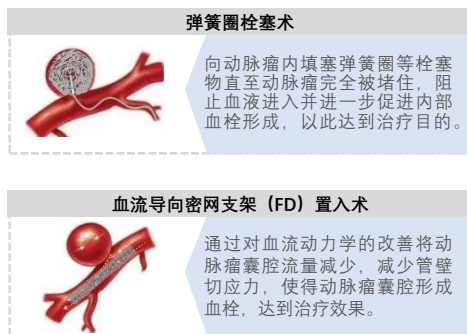 弹簧圈栓塞术
向动脉瘤内填塞弹簧圈等栓塞
物直至动脉瘤完全被堵住，阻
止血液进入并进一步促进内部
血栓形成，以此达到治疗目的。
血流导向密网支架（FD）置入术
通过对血流动力学的改善将动
脉瘤囊腔流量减少，减少管壁
切应力，使得动脉瘤囊腔形成
血栓，达到治疗效果。